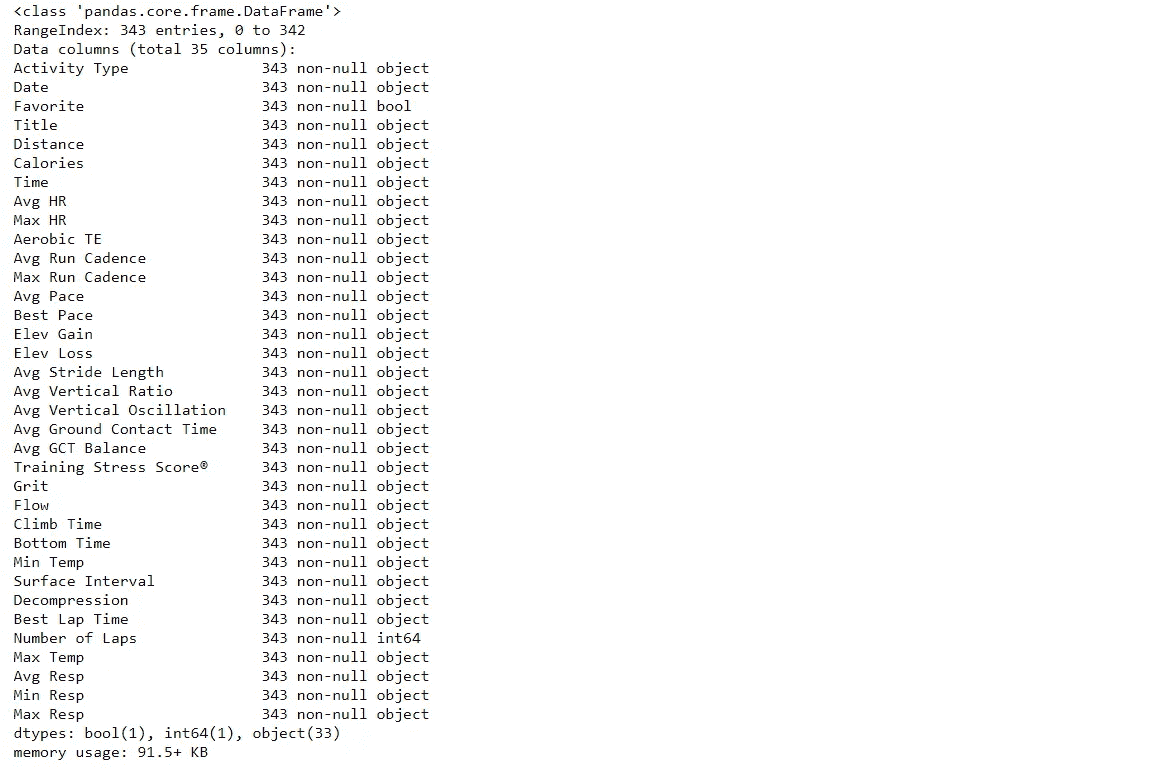 <class 'pandas.core.frame.DataFrame'>
RangeIndex: 343 entries, 0 to 342
Data columns (total 35 columns):
Activity Type               343 non-null object
Date                        343 non-null object
Favorite                    343 non-null bool
Title                       343 non-null object
Distance                    343 non-null object
Calories                    343 non-null object
Time                        343 non-null object
Avg HR                      343 non-null object
Max HR                      343 non-null object
Aerobic TE                  343 non-null object
Avg Run Cadence             343 non-null object
Max Run Cadence             343 non-null object
Avg Pace                    343 non-null object
Best Pace                   343 non-null object
Elev Gain                   343 non-null object
Elev Loss                   343 non-null object
Avg Stride Length           343 non-null object
Avg Vertical Ratio          343 non-null object
Avg Vertical Oscillation    343 non-null object
Avg Ground Contact Time     343 non-null object
Avg GCT Balance             343 non-null object
Training Stress Score®      343 non-null object
Grit                        343 non-null object
Flow                        343 non-null object
Climb Time                  343 non-null object
Bottom Time                 343 non-null object
Min Temp                    343 non-null object
Surface Interval            343 non-null object
Decompression               343 non-null object
Best Lap Time               343 non-null object
Number of Laps              343 non-null int64
Max Temp                    343 non-null object
Avg Resp                    343 non-null object
Min Resp                    343 non-null object
Max Resp                    343 non-null object
dtypes: bool(1), int64(1), object(33)
memory usage: 91.5+ KB